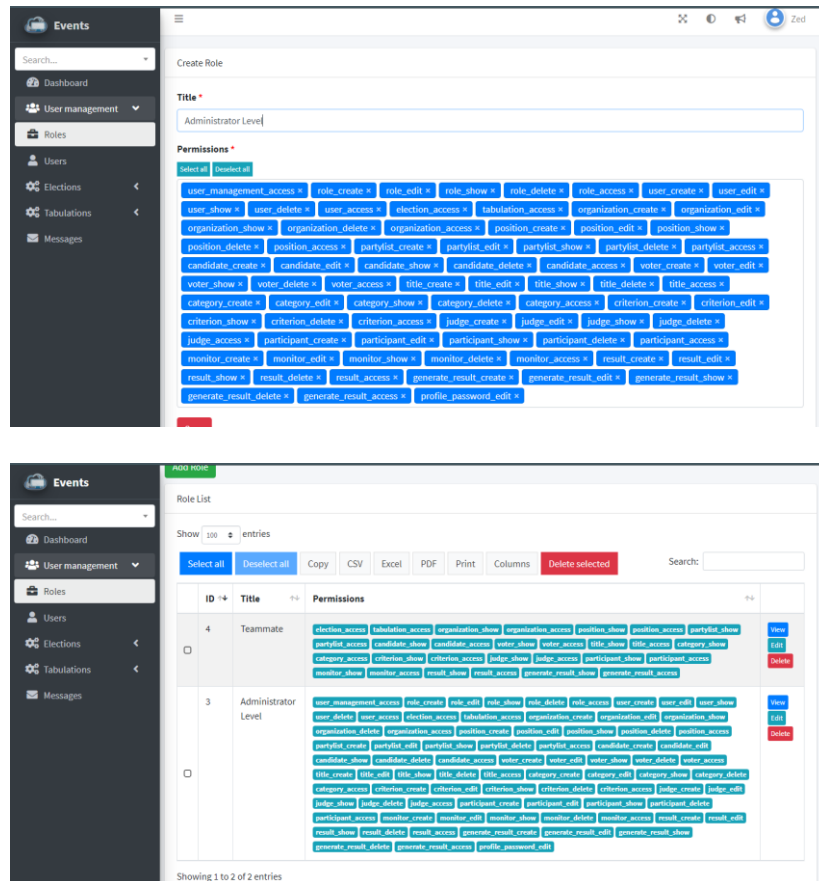 Events
Zed
Search...
Dashboard
User management
Roles
Users
Elections
Tabulations
Messages
Create Role
Title *
Administrator Level
Permissions *
Select all Deselect all
user_management_access × role_create × role_edit × role_show × role_delete × role_access × user_create × user_edit ×
user_show × user_delete × user_access × election_access × tabulation_access × organization_create × organization_edit ×
organization_show × organization_delete × organization_access × position_create × position_edit × position_show ×
position_delete × position_access × partylist_create × partylist_edit × partylist_show × partylist_delete × partylist_access ×
candidate_create × candidate_edit × candidate_show × candidate_delete × candidate_access × voter_create × voter_edit ×
voter_show × voter_delete × voter_access × title_create × title_edit × title_show × title_delete × title_access ×
category_create × category_edit × category_show × category_delete × category_access × criterion_create × criterion_edit ×
criterion_show × criterion_delete × criterion_access × judge_create × judge_edit × judge_show × judge_delete ×
judge_access × participant_create × participant_edit × participant_show × participant_delete × participant_access ×
monitor_create × monitor_edit × monitor_show × monitor_delete × monitor_access × result_create × result_edit ×
result_show × result_delete × result_access × generate_result_create × generate_result_edit × generate_result_show ×
generate_result_delete × generate_result_access × profile_password_edit ×
Events
Search...
Dashboard
User management
Roles
Users
Elections
Tabulations
Messages
Add Role
Role List
Show 100 entries
Select all Deselect all Copy CSV Excel PDF Print Columns Delete selected Search:
ID Title Permissions
4 Teammate
election_access tabulation_access organization_show organization_access position_show position_access partylist_show
partylist_access candidate_show candidate_access voter_show voter_access title_show title_access category_show
category_access criterion_show criterion_access judge_show judge_access participant_show participant_access
monitor_show monitor_access result_show result_access generate_result_show generate_result_access
View
Edit
Delete
3 Administrator Level
user_management_access role_create role_edit role_show role_delete role_access user_create user_edit user_show
user_delete user_access election_access tabulation_access organization_create organization_edit organization_show
organization_delete organization_access position_create position_edit position_show position_delete position_access
partylist_create partylist_edit partylist_show partylist_delete partylist_access candidate_create candidate_edit
candidate_show candidate_delete candidate_access voter_create voter_edit voter_show voter_delete voter_access
title_create title_edit title_show title_delete title_access category_create category_edit category_show category_delete
category_access criterion_create criterion_edit criterion_show criterion_delete criterion_access judge_create judge_edit
judge_show judge_delete judge_access participant_create participant_edit participant_show participant_delete
participant_access monitor_create monitor_edit monitor_show monitor_delete monitor_access result_create result_edit
result_show result_delete result_access generate_result_create generate_result_edit generate_result_show
generate_result_delete generate_result_access profile_password_edit
View
Edit
Delete
Showing 1 to 2 of 2 entries